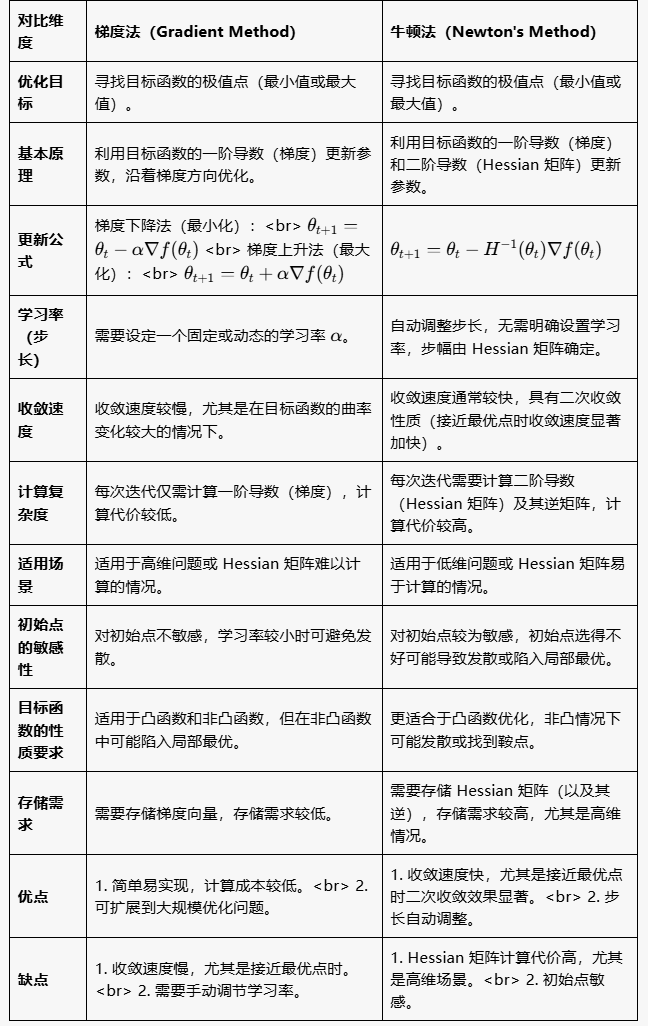 对比维
度
梯度法（Gradient Method）
牛顿法（Newton's Method）
优化目
标
寻找目标函数的极值点（最小值或最大
值）。
寻找目标函数的极值点（最小值或
最大值）。
基本原
理
利用目标函数的一阶导数（梯度）更新参
数，沿着梯度方向优化。
利用目标函数的一阶导数（梯度）
和二阶导数（Hessian 矩阵）更新
参数。
更新公
式
梯度下降法（最小化）：<br> θ_{t+1} =
θ_t − α∇f(θ_t) <br> 梯度上升法（最大
化）：<br> θ_{t+1} = θ_t + α∇f(θ_t)
θ_{t+1} = θ_t − H^{−1}(θ_t)∇f(θ_t)
学习率
（步
长）
需要设定一个固定或动态的学习率 α。
自动调整步长，无需明确设置学习
率，步幅由 Hessian 矩阵确定。
收敛速
度
收敛速度较慢，尤其是在目标函数的曲率
变化较大的情况下。
收敛速度通常较快，具有二次收敛
性质（接近最优点时收敛速度显著
加快）。
计算复
杂度
每次迭代仅需计算一阶导数（梯度），计
算代价较低。
每次迭代需要计算二阶导数
（Hessian 矩阵）及其逆矩阵，计
算代价较高。
适用场
景
适用于高维问题或 Hessian 矩阵难以计
算的情况。
适用于低维问题或 Hessian 矩阵易
于计算的情况。
初始点
的敏感
性
对初始点不敏感，学习率较小时可避免发
散。
对初始点较为敏感，初始点选得不
好可能导致发散或陷入局部最优。
目标函
数的性
质要求
适用于凸函数和非凸函数，但在非凸函数
中可能陷入局部最优。
更适合于凸函数优化，非凸情况下
可能发散或找到鞍点。
存储需
求
需要存储梯度向量，存储需求较低。
需要存储 Hessian 矩阵（以及其
逆），存储需求较高，尤其是高维
情况。
优点
1. 简单易实现，计算成本较低。<br> 2.
可扩展到大规模优化问题。
1. 收敛速度快，尤其是接近最优点
时二次收敛效果显著。<br> 2. 步
长自动调整。
缺点
1. 收敛速度慢，尤其是接近最优点时。
<br> 2. 需要手动调节学习率。
1. Hessian 矩阵计算代价高，尤其
是高维场景。<br> 2. 初始点敏
感。